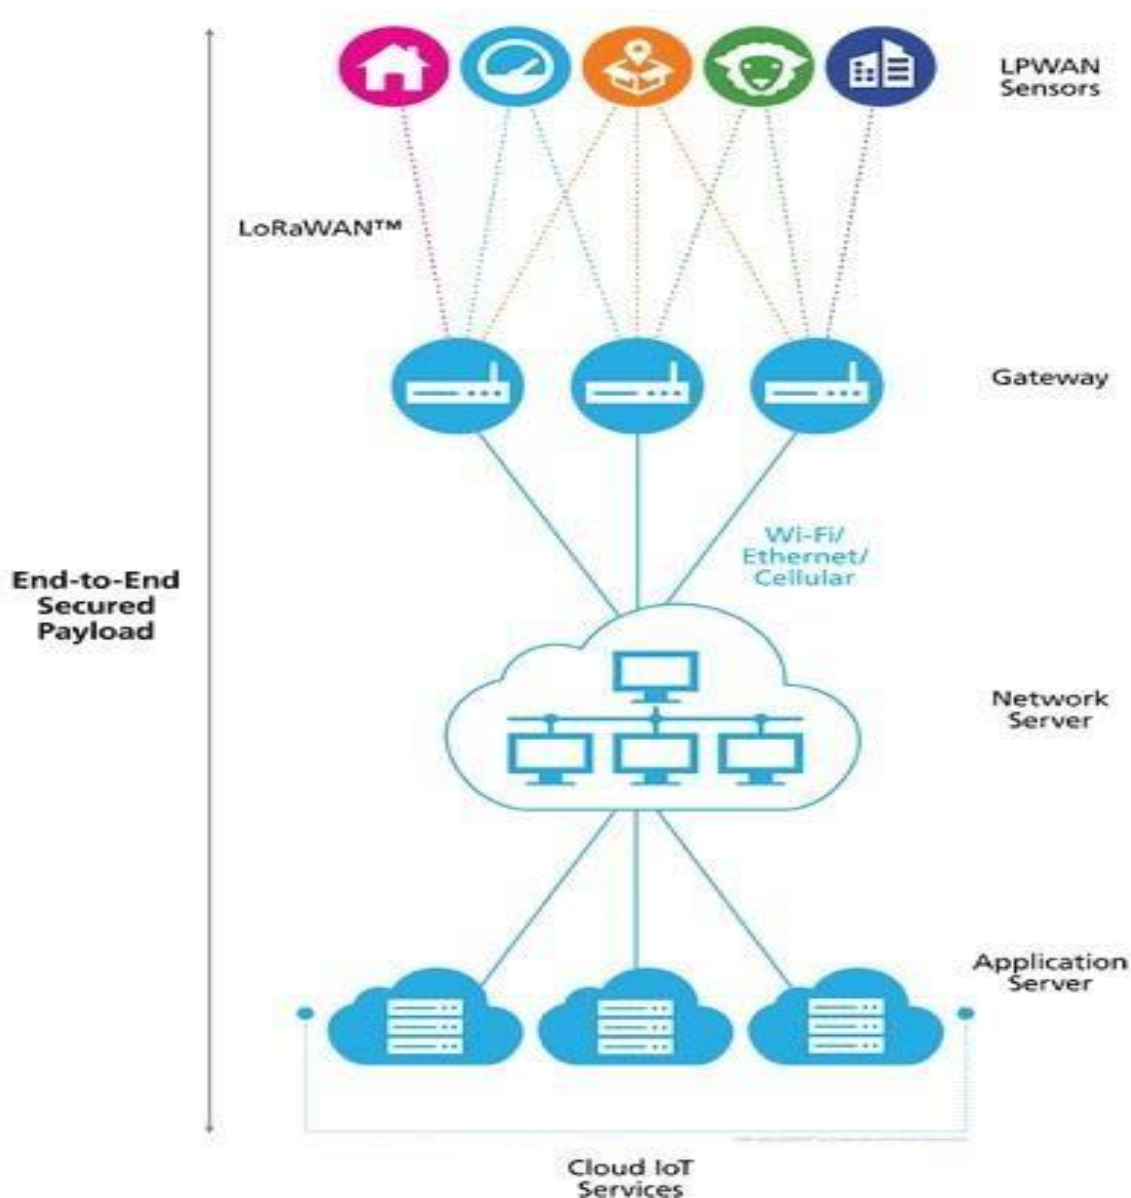 LPWAN
Sensors
LoRaWAN™
Gateway
Wi-Fi/
Ethernet/
Cellular
End-to-End
Secured
Payload
Network
Server
Application
Server
Cloud IoT
Services